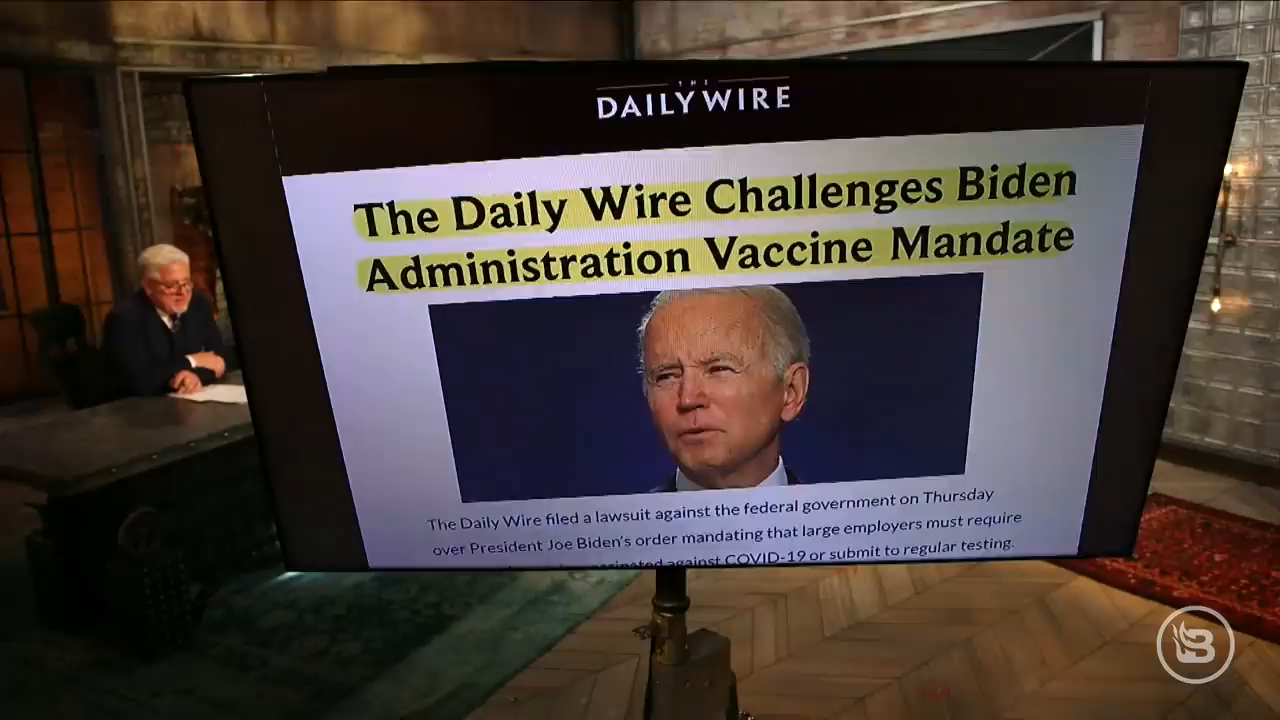 THE
DAILY WIRE
The Daily Wire Challenges Biden
Administration Vaccine Mandate
The Daily Wire filed a lawsuit against the federal government on Thursday
over President Joe Biden's order mandating that large employers must require
against COVID-19 or submit to regular testing.
B